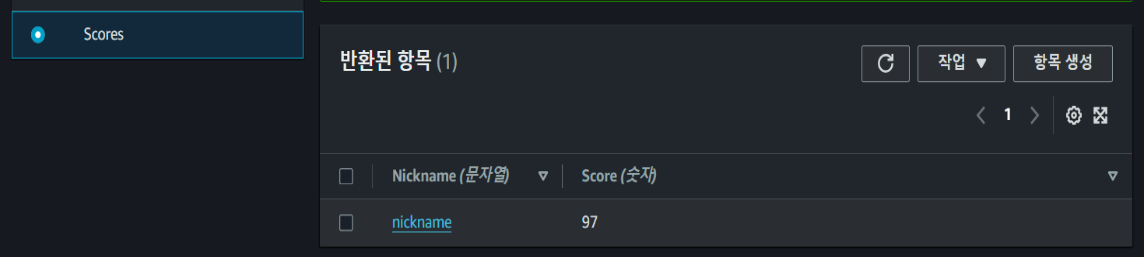 Scores
반환된 항목 (1)
작업
항목 생성
1
Nickname (문자열)
Score (숫자)
nickname
97